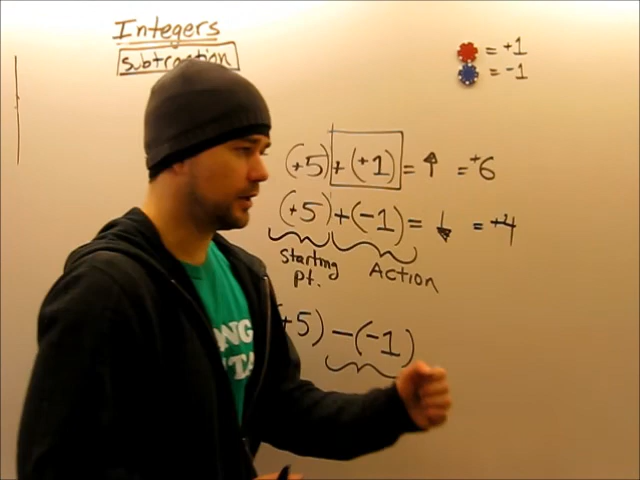 Integers
subtraction
= +1
= -1
(+5) + (+1) = ↑ = +6
(+5) + (-1) = ↓ = +4
Starting pt.
Action
+5) - (-1)